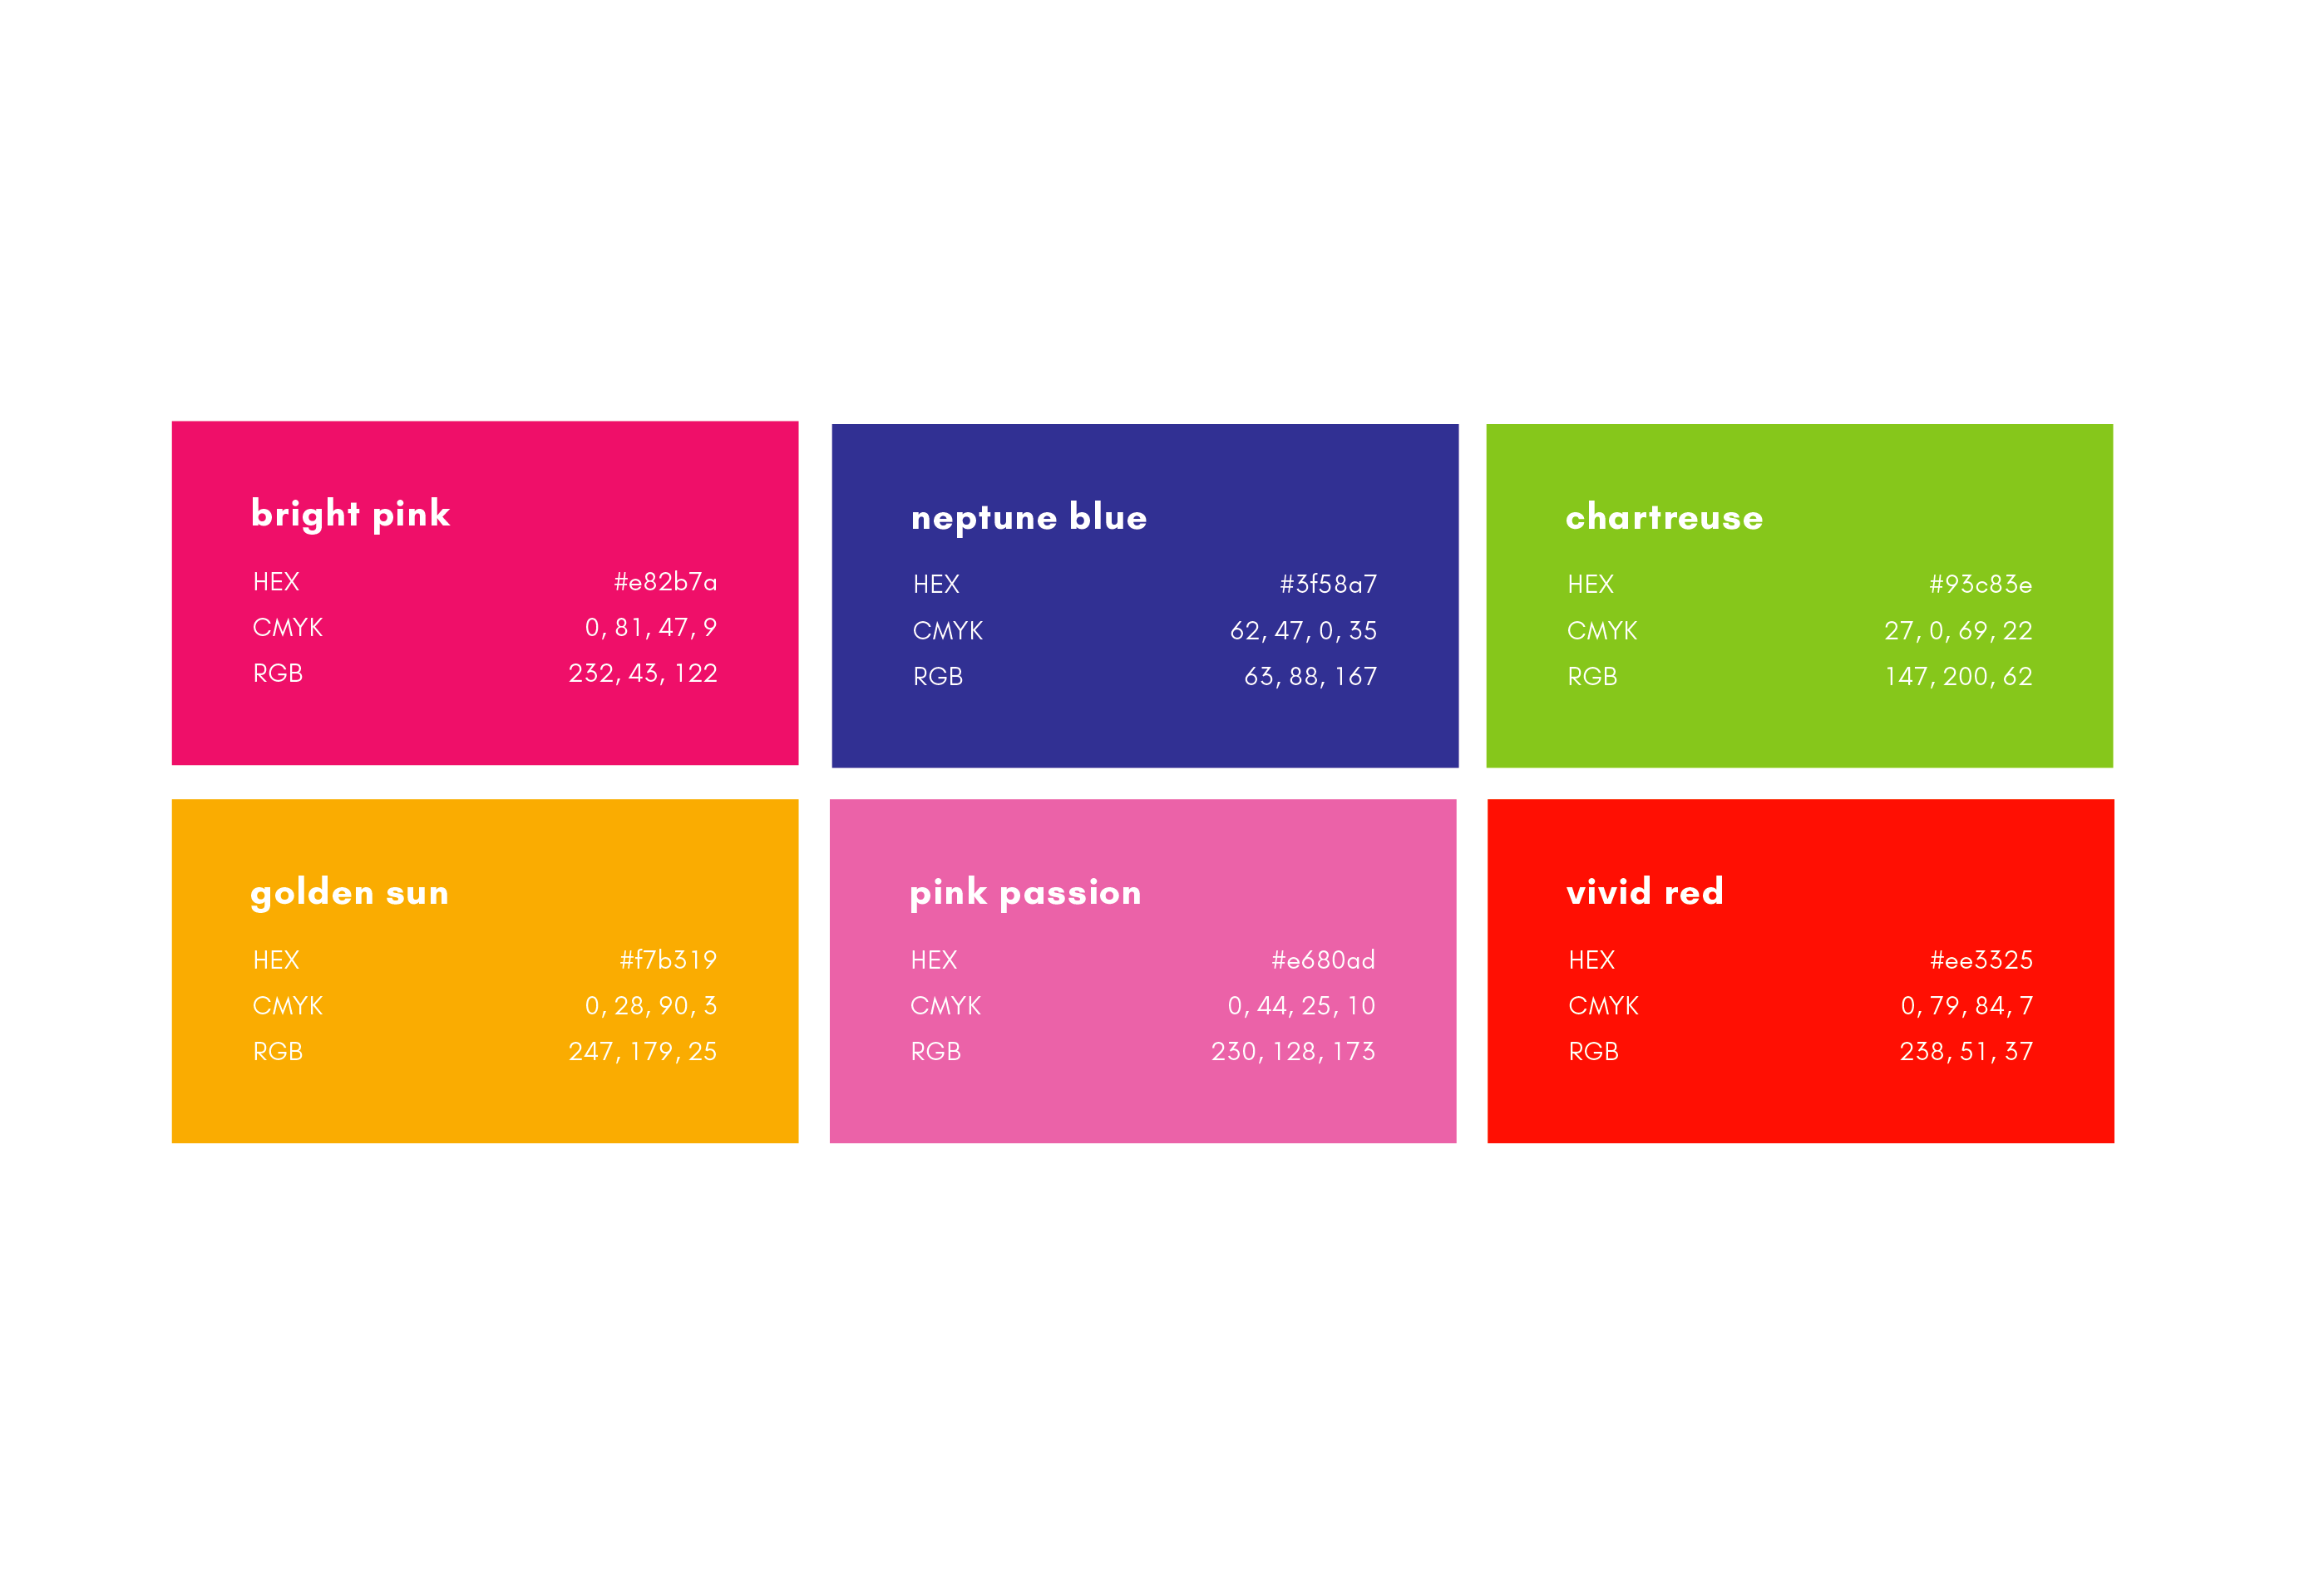 bright pink
HEX #e82b7a
CMYK 0, 81, 47, 9
RGB 232, 43, 122
neptune blue
HEX #3f58a7
CMYK 62, 47, 0, 35
RGB 63, 88, 167
chartreuse
HEX #93c83e
CMYK 27, 0, 69, 22
RGB 147, 200, 62
golden sun
HEX #f7b319
CMYK 0, 28, 90, 3
RGB 247, 179, 25
pink passion
HEX #e680ad
CMYK 0, 44, 25, 10
RGB 230, 128, 173
vivid red
HEX #ee3325
CMYK 0, 79, 84, 7
RGB 238, 51, 37